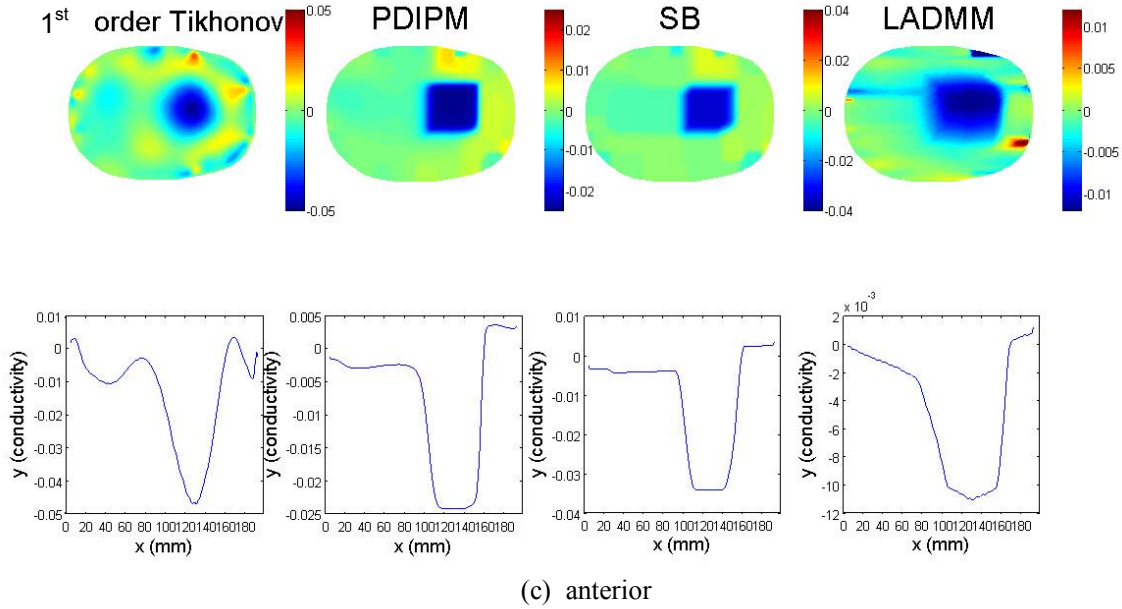 1st order Tikhonov
PDIPM
SB
LADMM
0.05
0
-0.05
0.02
0.01
0
-0.01
-0.02
0.04
0.02
0
-0.02
-0.04
0.01
0.005
0
-0.005
-0.01
0.01
0
-0.01
-0.02
-0.03
-0.04
-0.05
y (conductivity)
0 20 40 60 80 100120140160180
x (mm)
0.005
0
-0.005
-0.01
-0.015
-0.02
-0.025
y (conductivity)
0 20 40 60 80 100120140160180
x (mm)
0.01
0
-0.01
-0.02
-0.03
-0.04
y (conductivity)
0 20 40 60 80 100120140160180
x (mm)
x 10-3
2
0
-2
-4
-6
-8
-10
-12
y (conductivity)
0 20 40 60 80 100120140160180
x (mm)
(c) anterior